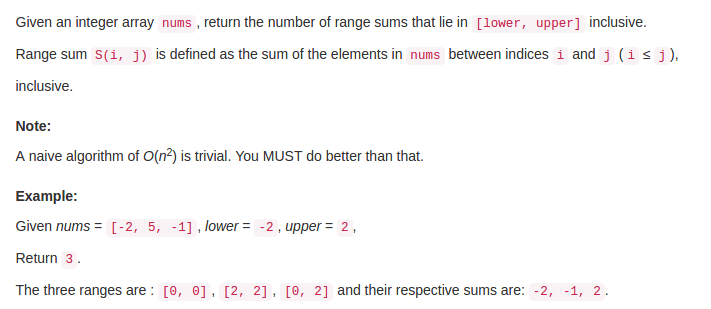 Given an integer array nums , return the number of range sums that lie in [lower, upper] inclusive.
Range sum S(i, j) is defined as the sum of the elements in nums between indices i and j ( i ≤ j ),
inclusive.
Note:
A naive algorithm of O(n²) is trivial. You MUST do better than that.
Example:
Given nums = [-2, 5, -1] , lower = -2 , upper = 2 ,
Return 3 .
The three ranges are : [0, 0] , [2, 2] , [0, 2] and their respective sums are: -2, -1, 2 .